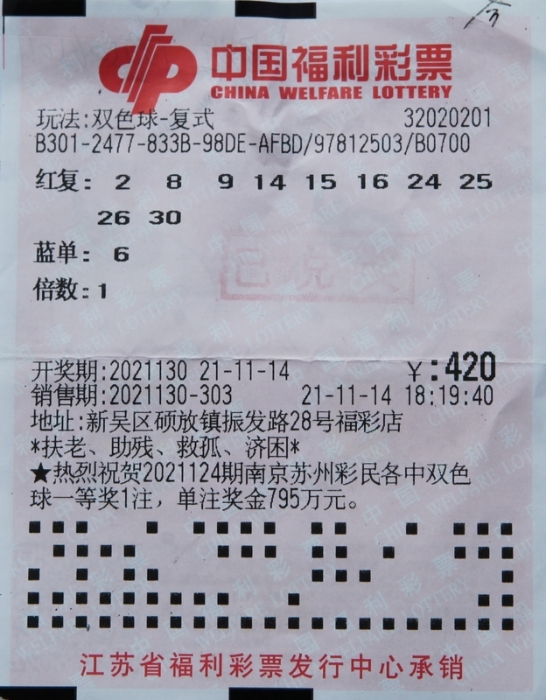 中国福利彩票
CHINA WELFARE LOTTERY
玩法:双色球-复式 32020201
B301-2477-833B-98DE-AFBD/97812503/B0700
红复: 2 8 9 14 15 16 24 25
26 30
蓝单: 6
倍数:1
开奖期:2021130 21-11-14 ¥:420
销售期:2021130-303 21-11-14 18:19:40
地址:新吴区硕放镇振发路28号福彩店
*扶老、助残、救孤、济困*
★热烈祝贺2021124期南京苏州彩民各中双色
球一等奖1注，单注奖金795万元。
江苏省福利彩票发行中心承销